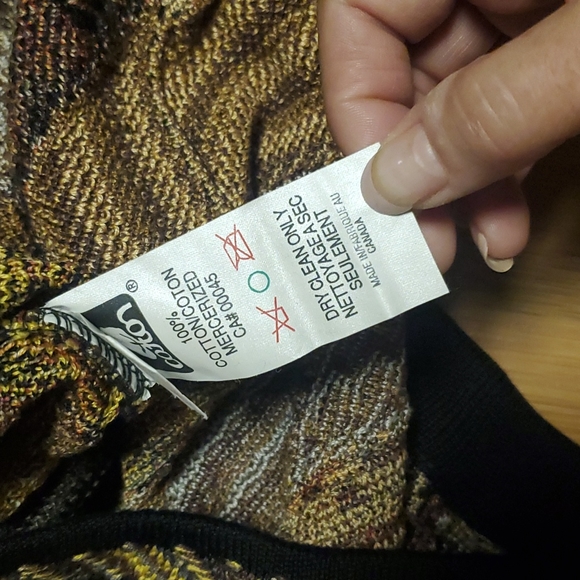 ®
100%
COTTON/COTON
MERCERIZED
CA# 00045
DRY CLEAN ONLY
NETTOYAGE A SEC
SEULEMENT
MADE IN/FABRIQUE AU
CANADA